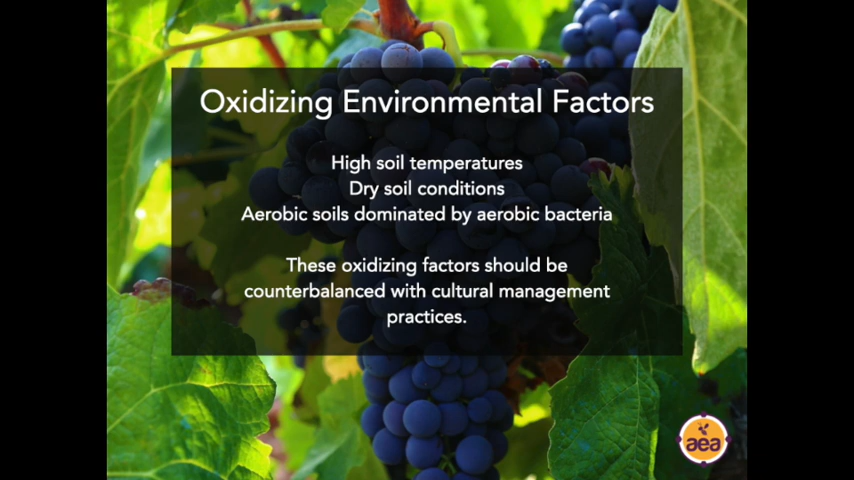 Oxidizing Environmental Factors
High soil temperatures
Dry soil conditions
Aerobic soils dominated by aerobic bacteria
These oxidizing factors should be
counterbalanced with cultural management
practices.
aea